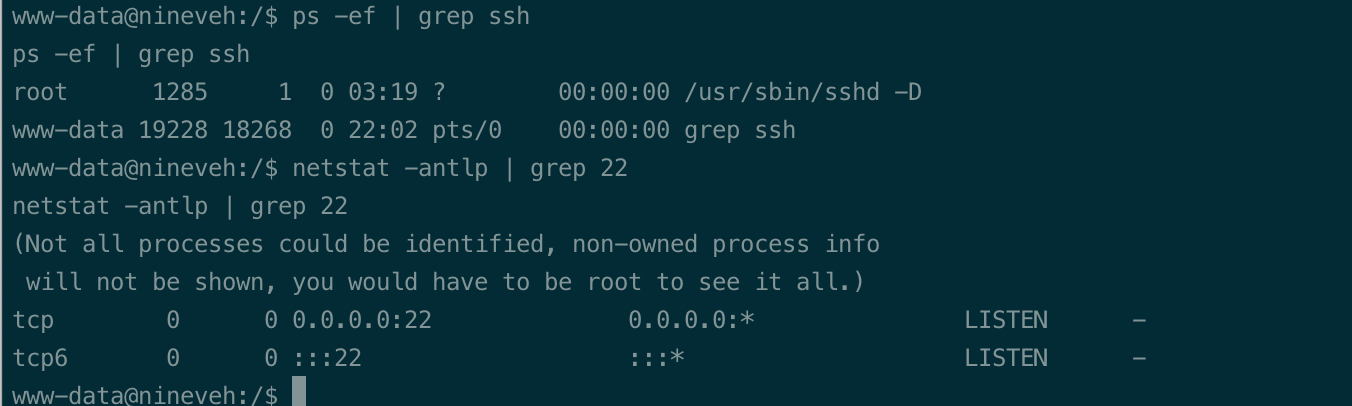 www-data@nineveh:/$ ps -ef | grep ssh
ps -ef | grep ssh
root      1285     1  0 03:19 ?        00:00:00 /usr/sbin/sshd -D
www-data 19228 18268  0 22:02 pts/0    00:00:00 grep ssh
www-data@nineveh:/$ netstat -antlp | grep 22
netstat -antlp | grep 22
(Not all processes could be identified, non-owned process info
 will not be shown, you would have to be root to see it all.)
tcp        0      0 0.0.0.0:22              0.0.0.0:*               LISTEN      -
tcp6       0      0 :::22                   :::*                    LISTEN      -
www-data@nineveh:/$